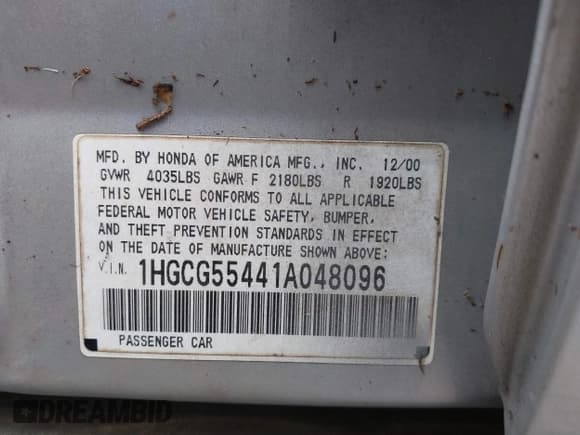 MFD. BY HONDA OF AMERICA MFG., INC. 12/00
GVWR 4035LBS GAWR F 2180LBS R 1920LBS
THIS VEHICLE CONFORMS TO ALL APPLICABLE
FEDERAL MOTOR VEHICLE SAFETY, BUMPER,
AND THEFT PREVENTION STANDARDS IN EFFECT
ON THE DATE OF MANUFACTURE SHOWN ABOVE:
V.I.N. 1HGCG55441A048096
PASSENGER CAR
DREAMBID